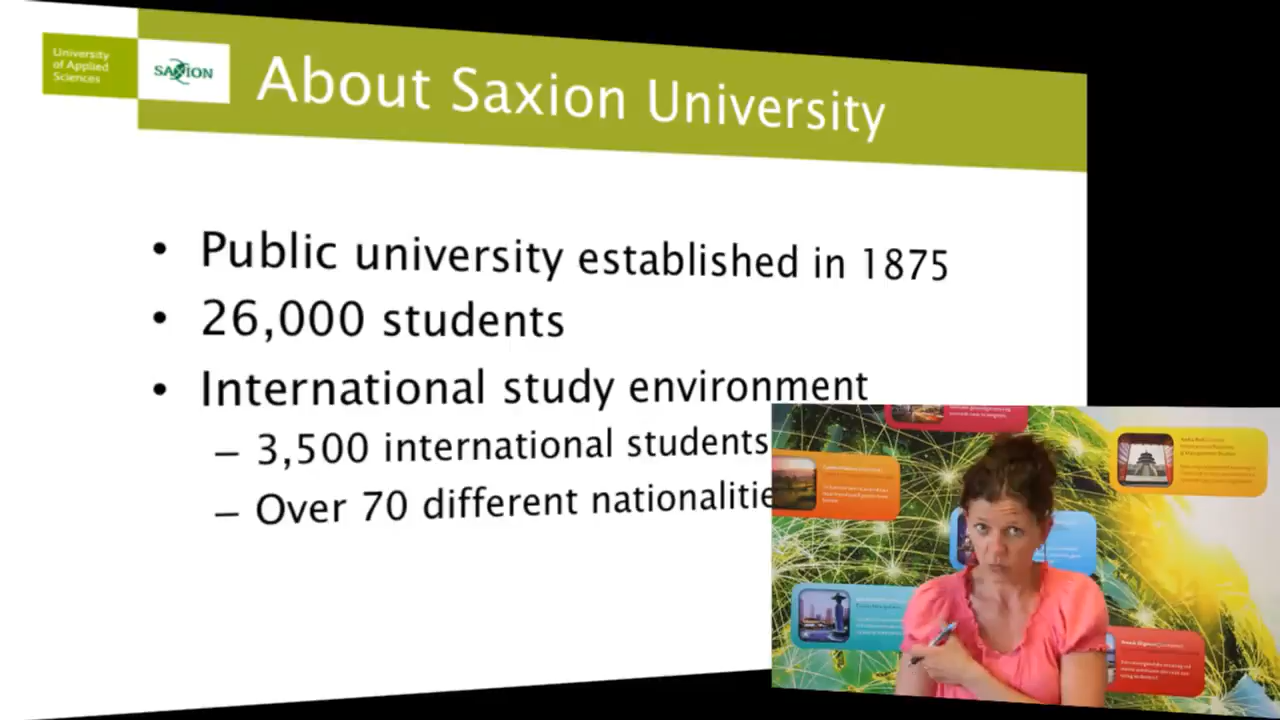 University
of Applied
Sciences
SAXION
About Saxion University
• Public university established in 1875
• 26,000 students
• International study environment
– 3,500 international students
– Over 70 different nationalitie